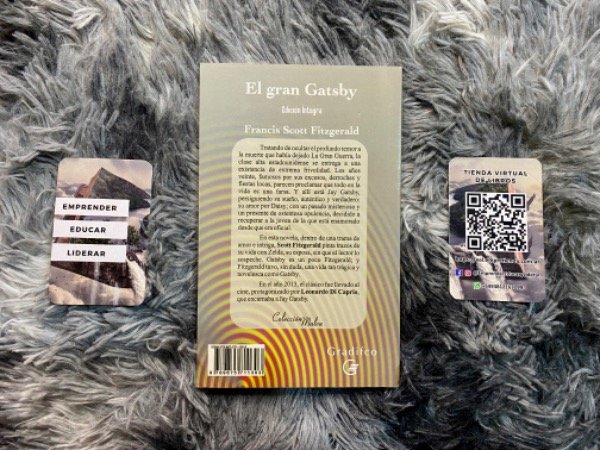 El gran Gatsby
Edición Íntegra
Francis Scott Fitzgerald
Tratando de ocultar el profundo temor a
la muerte que había dejado La Gran Guerra, la
clase alta estadounidense se entrega a una
existencia de extrema frivolidad. Los años
veinte, famosos por sus excesos, derroches y
fiestas locas, parecen proclamar que todo en la
vida es una farsa. Y allí está Jay Gatsby,
persiguiendo su sueño, auténtico y verdadero:
su amor por Daisy; con un pasado misterioso y
un presente de ostentosa opulencia, decidido a
recuperar a la joven de la que está enamorado
desde que era oficial.
En esta novela, dentro de una trama de
amor e intriga, Scott Fitzgerald pinta trazos de
su vida con Zelda, su esposa, sin que el lector lo
sospeche. Gatsby es un poco Fitzgerald; y
Fitzgerald tuvo, sin duda, una vida tan trágica y
novelesca como Gatsby.
En el año 2013, el clásico fue llevado al
cine, protagonizado por Leonardo Di Caprio,
que encarnaba a Jay Gatsby.
Colección
Malva
Gradifco
EMPRENDER
EDUCAR
LIDERAR
TIENDA VIRTUAL
DE LIBROS